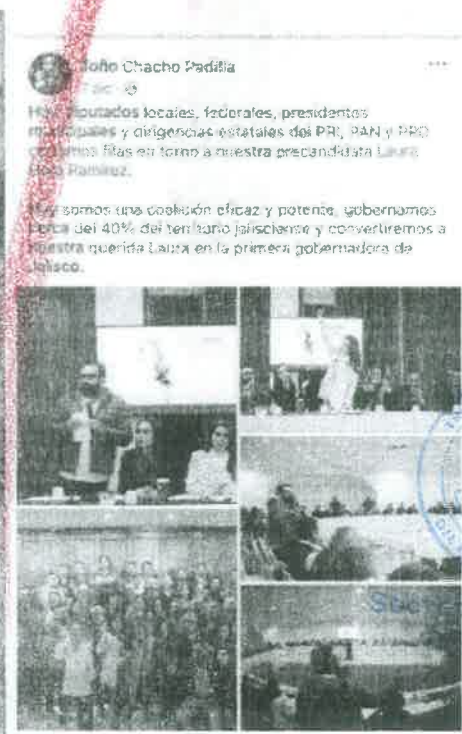 Toño Chacho Padilla
Hoy diputados locales, federales, presidentes
municipales y dirigencias estatales del PRI, PAN y PRD
cerramos filas en torno a nuestra precandidata Laura
Haro Ramírez.
Hoy somos una coalición eficaz y potente, gobernamos
cerca del 40% del territorio jalisciense y convertiremos a
nuestra querida Laura en la primera gobernadora de
Jalisco.